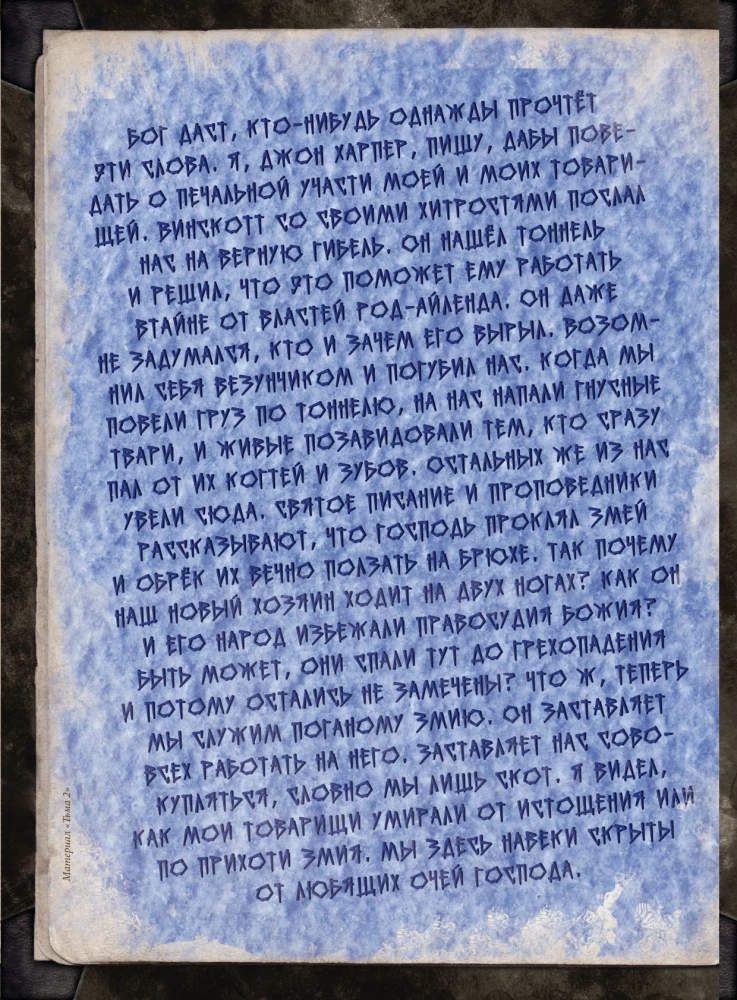 БОГ ДАСТ, КТО-НИБУДЬ ОДНАЖДЫ ПРОЧТЁТ
ЭТИ СЛОВА. Я, ДЖОН ХАРПЕР, ПИШУ, ДАБЫ ПОВЕ-
ДАТЬ О ПЕЧАЛЬНОЙ УЧАСТИ МОЕЙ И МОИХ ТОВАРИ-
ЩЕЙ. ВИНСКОТТ СО СВОИМИ ХИТРОСТЯМИ ПОСЛАЛ
НАС НА ВЕРНУЮ ГИБЕЛЬ. ОН НАШЁЛ ТОННЕЛЬ
И РЕШИЛ, ЧТО ЭТО ПОМОЖЕТ ЕМУ РАБОТАТЬ
ВТАЙНЕ ОТ ВЛАСТЕЙ РОД-АЙЛЕНДА. ОН ДАЖЕ
НЕ ЗАДУМАЛСЯ, КТО И ЗАЧЕМ ЕГО ВЫРЫЛ. ВОЗОМ-
НИЛ СЕБЯ ВЕЗУНЧИКОМ И ПОГУБИЛ НАС. КОГДА МЫ
ПОВЕЛИ ГРУЗ ПО ТОННЕЛЮ, НА НАС НАПАЛИ ГНУСНЫЕ
ТВАРИ, И ЖИВЫЕ ПОЗАВИДОВАЛИ ТЕМ, КТО СРАЗУ
ПАЛ ОТ ИХ КОГТЕЙ И ЗУБОВ. ОСТАЛЬНЫХ ЖЕ ИЗ НАС
УВЕЛИ СЮДА. СВЯТОЕ ПИСАНИЕ И ПРОПОВЕДНИКИ
РАССКАЗЫВАЮТ, ЧТО ГОСПОДЬ ПРОКЛЯЛ ЗМЕЙ
И ОБРЁК ИХ ВЕЧНО ПОЛЗАТЬ НА БРЮХЕ. ТАК ПОЧЕМУ
НАШ НОВЫЙ ХОЗЯИН ХОДИТ НА ДВУХ НОГАХ? КАК ОН
И ЕГО НАРОД ИЗБЕЖАЛИ ПРАВОСУДИЯ БОЖИЯ?
БЫТЬ МОЖЕТ, ОНИ СПАЛИ ТУТ ДО ГРЕХОПАДЕНИЯ
И ПОТОМУ ОСТАЛИСЬ НЕ ЗАМЕЧЕНЫ? ЧТО Ж, ТЕПЕРЬ
МЫ СЛУЖИМ ПОГАНОМУ ЗМИЮ. ОН ЗАСТАВЛЯЕТ
ВСЕХ РАБОТАТЬ НА НЕГО. ЗАСТАВЛЯЕТ НАС СОВО-
КУПЛЯТЬСЯ, СЛОВНО МЫ ЛИШЬ СКОТ. Я ВИДЕЛ,
КАК МОИ ТОВАРИЩИ УМИРАЛИ ОТ ИСТОЩЕНИЯ ИЛИ
ПО ПРИХОТИ ЗМИЯ. МЫ ЗДЕСЬ НАВЕКИ СКРЫТЫ
ОТ ЛЮБЯЩИХ ОЧЕЙ ГОСПОДА.
Материал «Тьма 2»